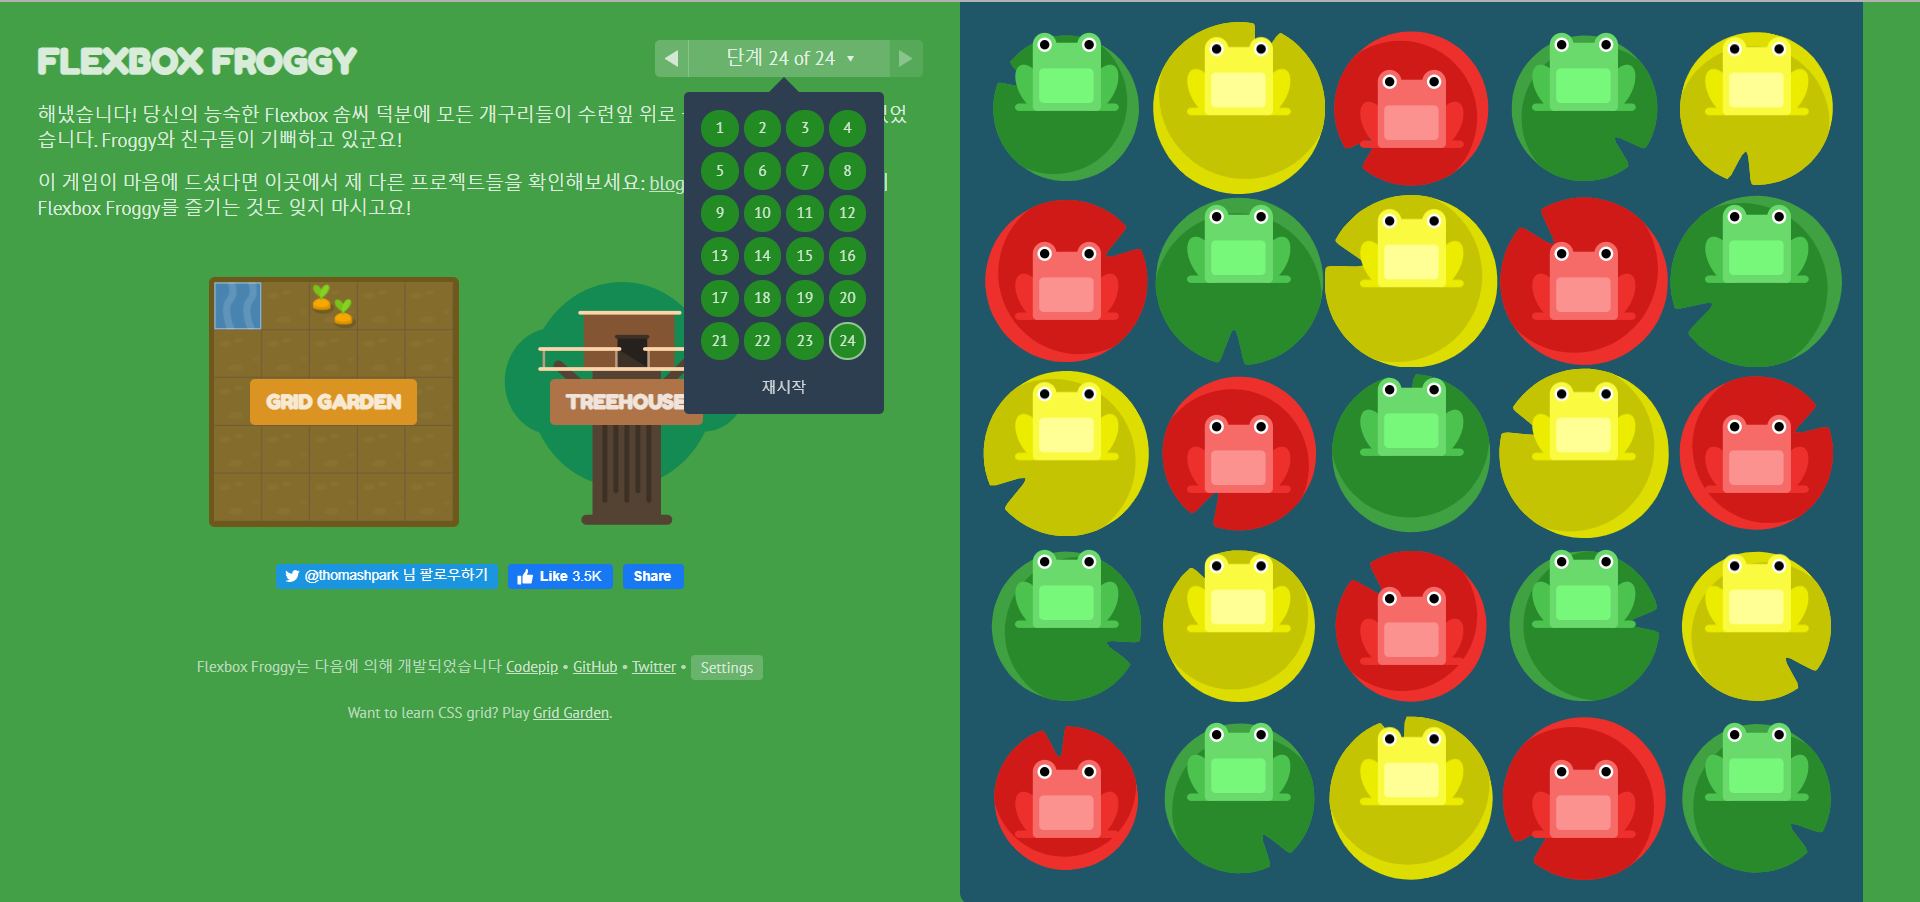 FLEXBOX FROGGY
단계 24 of 24
해냈습니다! 당신의 능숙한 Flexbox 솜씨 덕분에 모든 개구리들이 수련잎 위로
습니다. Froggy와 친구들이 기뻐하고 있군요!
이 게임이 마음에 드셨다면 이곳에서 제 다른 프로젝트들을 확인해보세요: blog
Flexbox Froggy를 즐기는 것도 잊지 마시고요!
1 2 3 4
5 6 7 8
9 10 11 12
13 14 15 16
17 18 19 20
21 22 23 24
재시작
GRID GARDEN
TREEHOUSE
@thomashpark 님 팔로우하기
Like 3.5K
Share
Flexbox Froggy는 다음에 의해 개발되었습니다 Codepip • GitHub • Twitter • Settings
Want to learn CSS grid? Play Grid Garden.